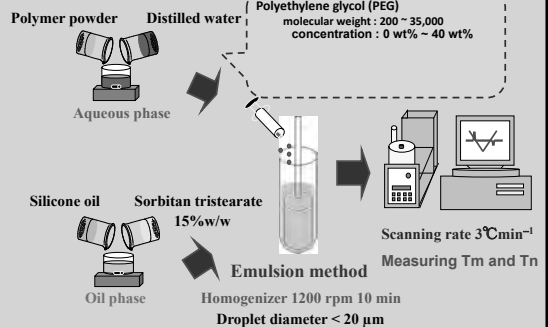 Polymer powder Distilled water
Aqueous phase
Polyethylene glycol (PEG)
molecular weight : 200 ~ 35,000
concentration : 0 wt% ~ 40 wt%
Silicone oil Sorbitan tristearate
15%w/w
Oil phase
Emulsion method
Homogenizer 1200 rpm 10 min
Droplet diameter < 20 µm
Scanning rate 3℃min⁻¹
Measuring Tm and Tn